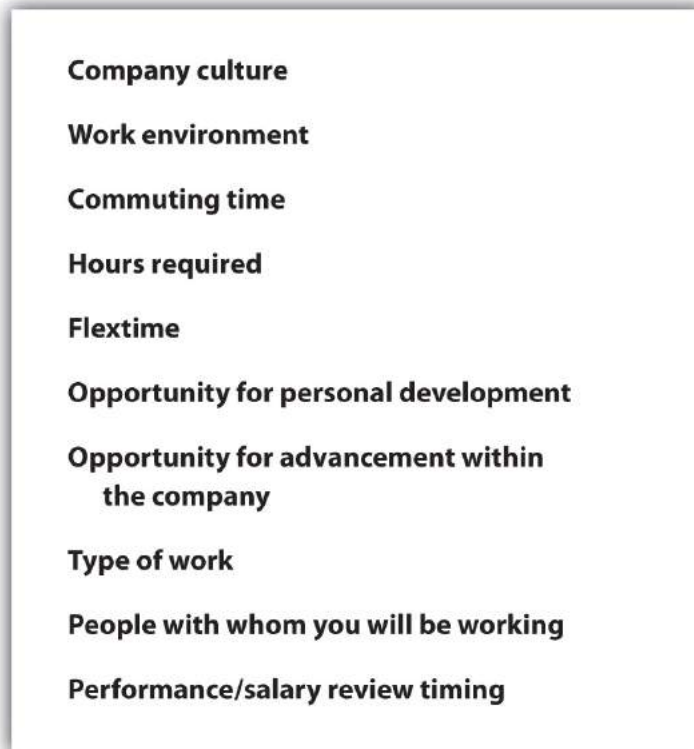 Company culture
Work environment
Commuting time
Hours required
Flextime
Opportunity for personal development
Opportunity for advancement within
the company
Type of work
People with whom you will be working
Performance/salary review timing